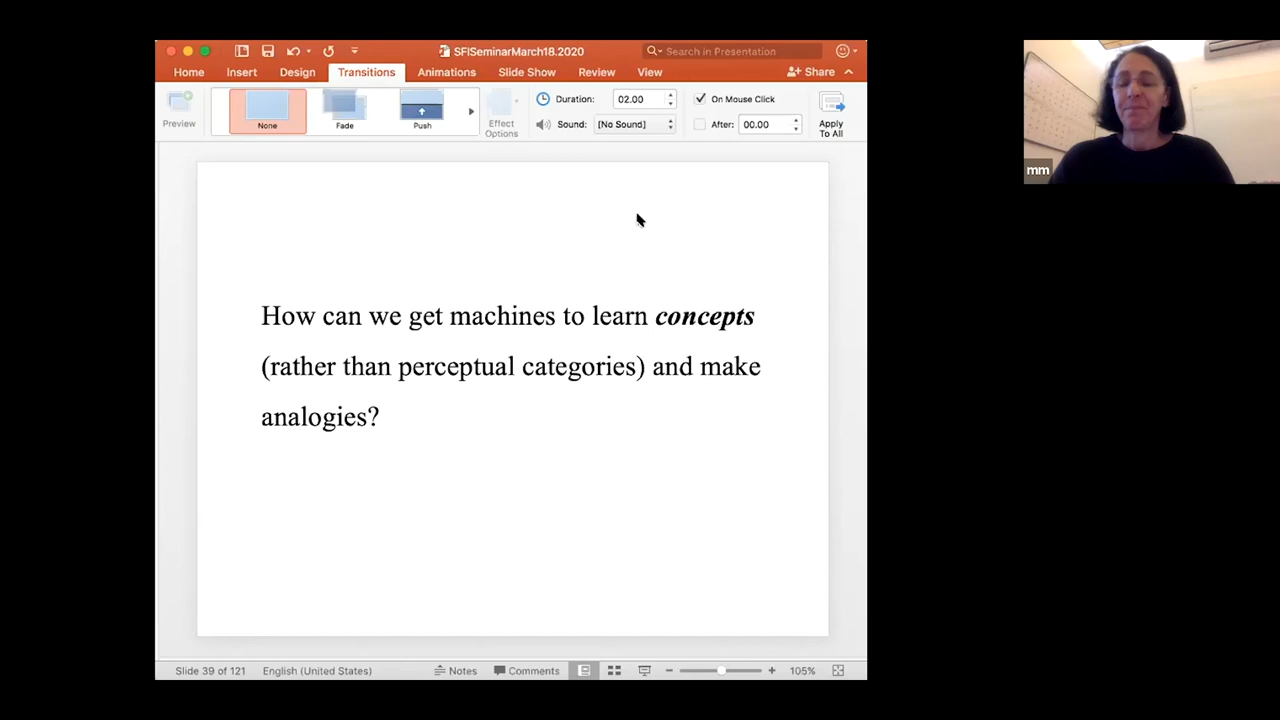 SFISeminarMarch18.2020
Search in Presentation
Home Insert Design Transitions Animations Slide Show Review View Share
Preview
None
Fade
Push
Effect
Options
Duration: 02.00
Sound: [No Sound]
On Mouse Click
After: 00.00
Apply
To All
mm
How can we get machines to learn concepts
(rather than perceptual categories) and make
analogies?
Slide 39 of 121 English (United States) Notes Comments 105%